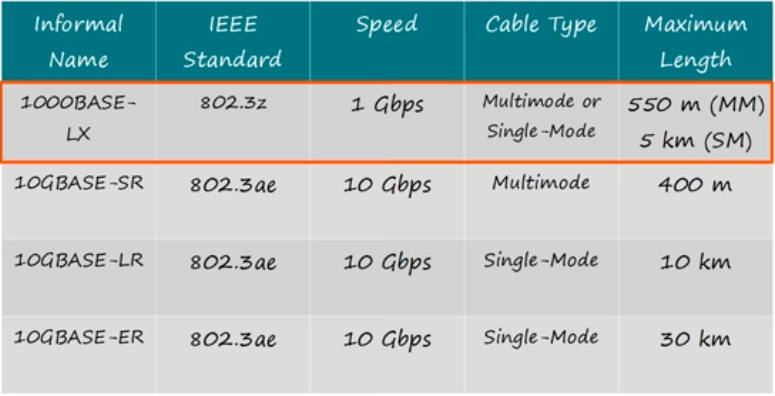 Informal Name IEEE Standard Speed Cable Type Maximum Length
1000BASE-LX 802.3z 1 Gbps Multimode or Single-Mode 550 m (MM) 5 km (SM)
10GBASE-SR 802.3ae 10 Gbps Multimode 400 m
10GBASE-LR 802.3ae 10 Gbps Single-Mode 10 km
10GBASE-ER 802.3ae 10 Gbps Single-Mode 30 km